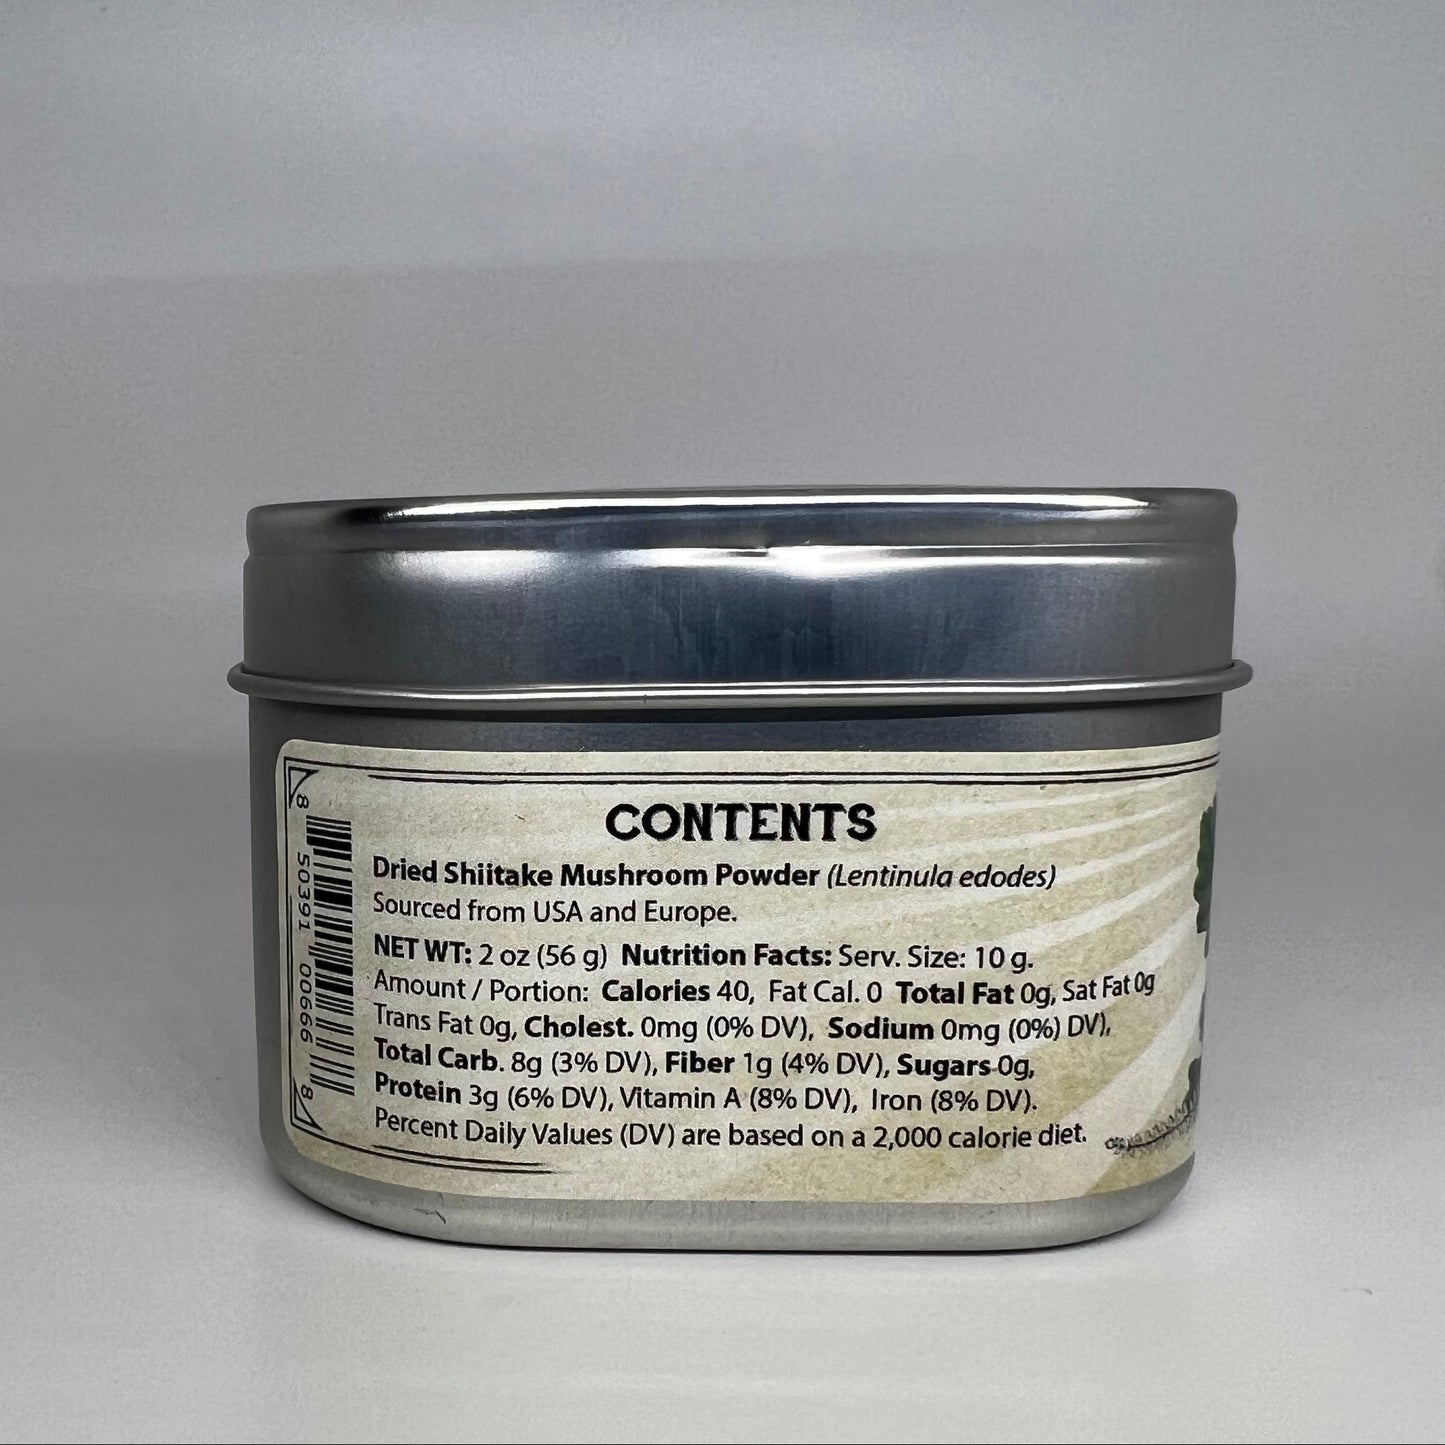 CONTENTS
Dried Shiitake Mushroom Powder (Lentinula edodes)
Sourced from USA and Europe.
NET WT: 2 oz (56 g) Nutrition Facts: Serv. Size: 10 g.
Amount / Portion: Calories 40, Fat Cal. 0 Total Fat 0g, Sat Fat 0g
Trans Fat 0g, Cholest. 0mg (0% DV), Sodium 0mg (0%) DV),
Total Carb. 8g (3% DV), Fiber 1g (4% DV), Sugars 0g,
Protein 3g (6% DV), Vitamin A (8% DV), Iron (8% DV).
Percent Daily Values (DV) are based on a 2,000 calorie diet.
8 50391 00666 8